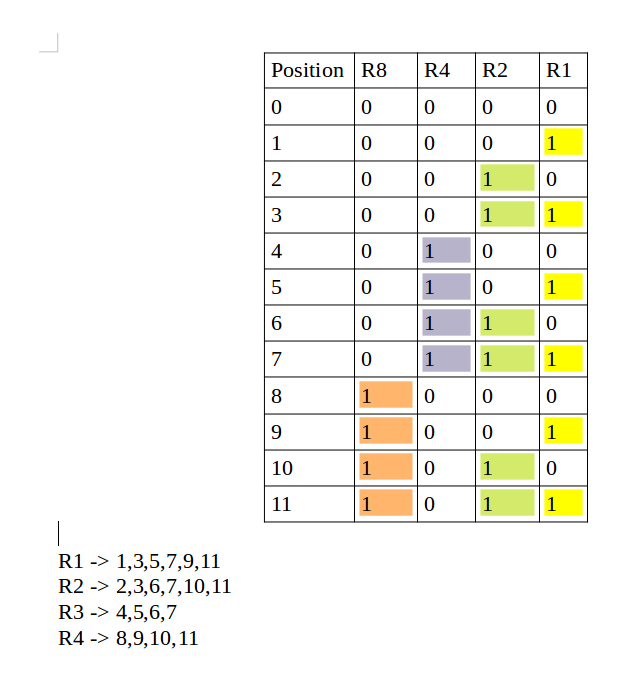 Position R8 R4 R2 R1
0 0 0 0 0
1 0 0 0 1
2 0 0 1 0
3 0 0 1 1
4 0 1 0 0
5 0 1 0 1
6 0 1 1 0
7 0 1 1 1
8 1 0 0 0
9 1 0 0 1
10 1 0 1 0
11 1 0 1 1
R1 -> 1,3,5,7,9,11
R2 -> 2,3,6,7,10,11
R3 -> 4,5,6,7
R4 -> 8,9,10,11